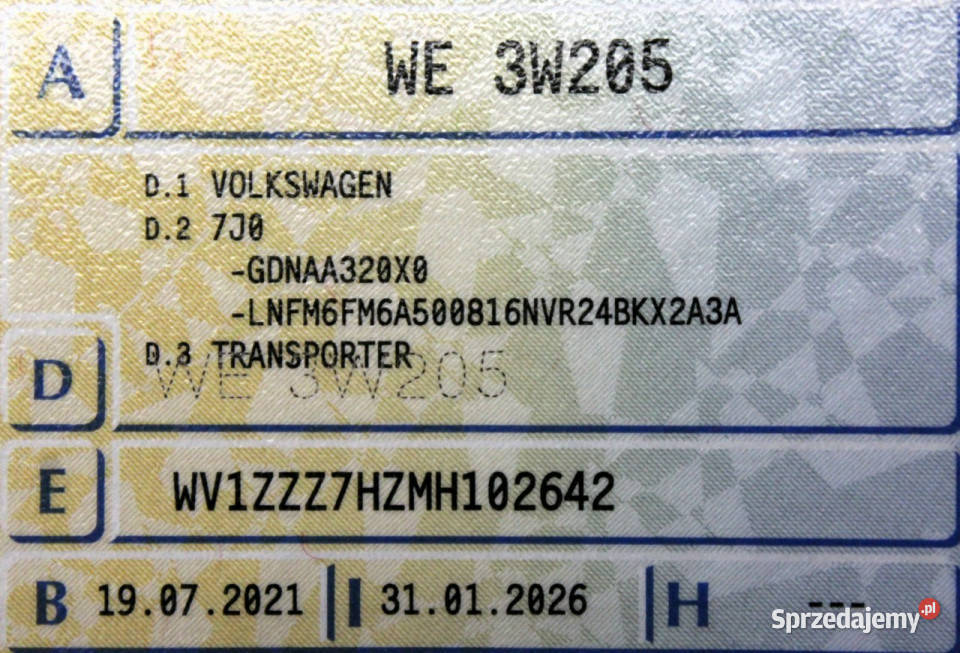 A WE 3W205
D.1 VOLKSWAGEN
D.2 7J0
-GDNAA320X0
-LNFM6FM6A500816NVR24BKX2A3A
D D.3 TRANSPORTER
WE 3W205
E WV1ZZZ7HZMH102642
B 19.07.2021 I 31.01.2026 H ---
Sprzedajemy.pl